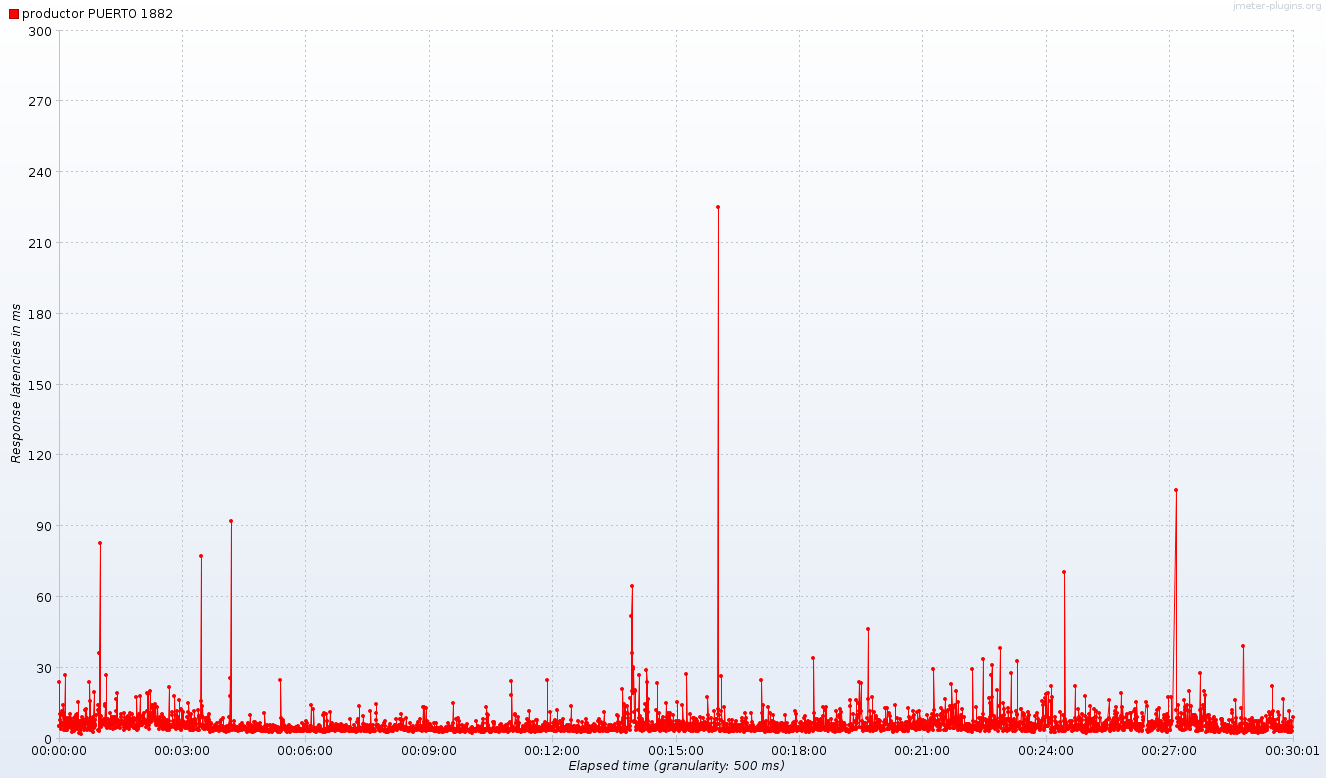 productor PUERTO 1882
jmeter-plugins.org
300
270
240
210
180
150
120
90
60
30
0
Response latencies in ms
00:00:00 00:03:00 00:06:00 00:09:00 00:12:00 00:15:00 00:18:00 00:21:00 00:24:00 00:27:00 00:30:01
Elapsed time (granularity: 500 ms)